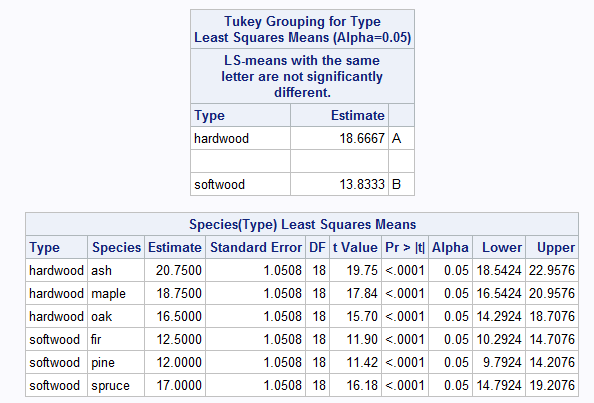 Tukey Grouping for Type
Least Squares Means (Alpha=0.05)
LS-means with the same
letter are not significantly
different.
Type Estimate
hardwood 18.6667 A
softwood 13.8333 B
Species(Type) Least Squares Means
Type Species Estimate Standard Error DF t Value Pr > |t| Alpha Lower Upper
hardwood ash 20.7500 1.0508 18 19.75 <.0001 0.05 18.5424 22.9576
hardwood maple 18.7500 1.0508 18 17.84 <.0001 0.05 16.5424 20.9576
hardwood oak 16.5000 1.0508 18 15.70 <.0001 0.05 14.2924 18.7076
softwood fir 12.5000 1.0508 18 11.90 <.0001 0.05 10.2924 14.7076
softwood pine 12.0000 1.0508 18 11.42 <.0001 0.05 9.7924 14.2076
softwood spruce 17.0000 1.0508 18 16.18 <.0001 0.05 14.7924 19.2076